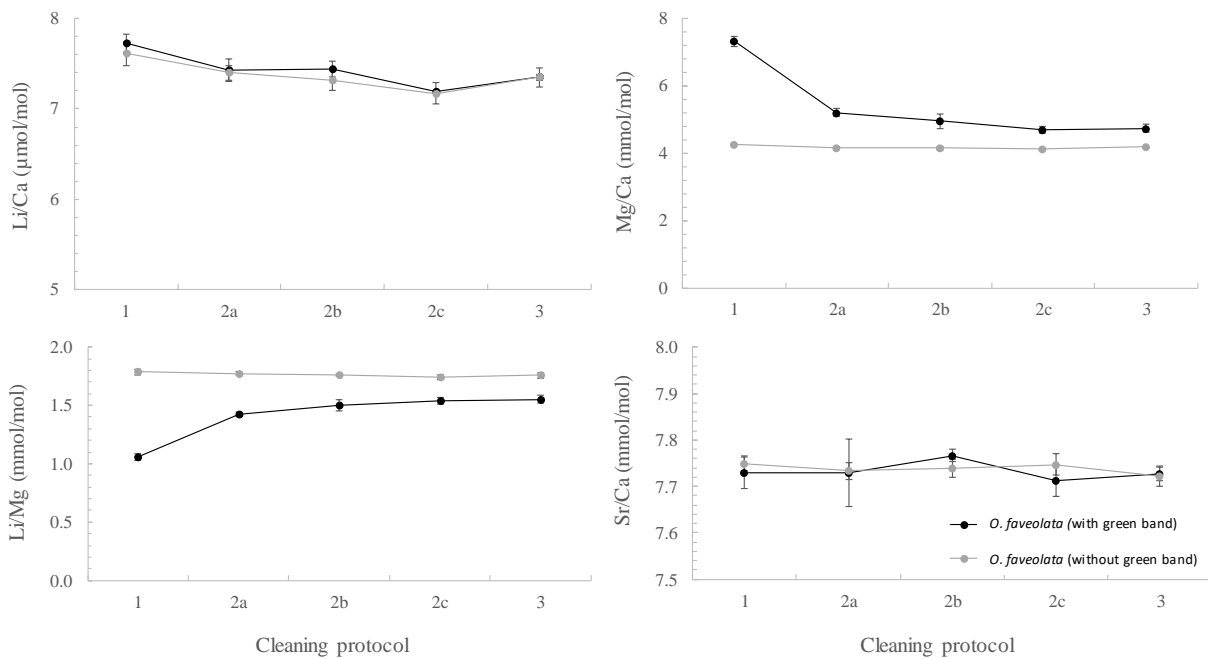 Li/Ca (µmol/mol)
8
7
6
5
1 2a 2b 2c 3
Mg/Ca (mmol/mol)
8
6
4
2
0
1 2a 2b 2c 3
Li/Mg (mmol/mol)
2.0
1.5
1.0
0.5
0.0
1 2a 2b 2c 3
Cleaning protocol
Sr/Ca (mmol/mol)
8.0
7.9
7.8
7.7
7.6
7.5
O. faveolata (with green band)
O. faveolata (without green band)
1 2a 2b 2c 3
Cleaning protocol